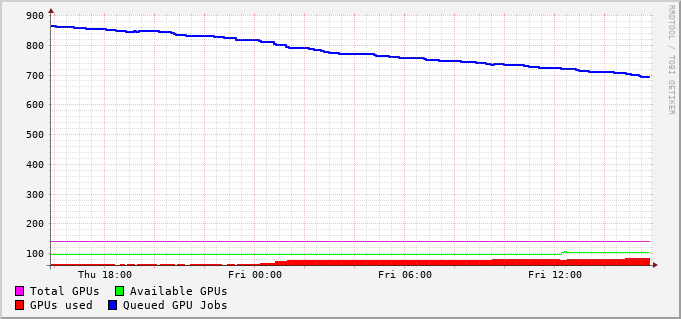 900
800
700
600
500
400
300
200
100
Thu 18:00 Fri 00:00 Fri 06:00 Fri 12:00
Total GPUs Available GPUs
GPUs used Queued GPU Jobs
RRDTOOL / TOBI OETIKER